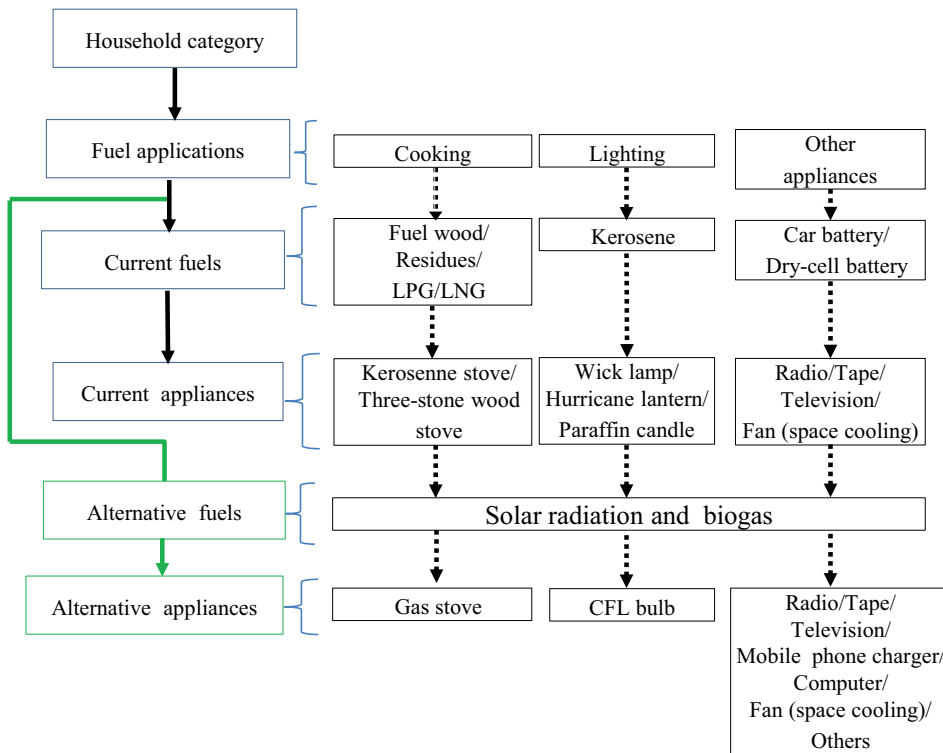 Household category
Fuel applications
Cooking
Lighting
Other
appliances
Current fuels
Fuel wood/
Residues/
LPG/LNG
Kerosene
Car battery/
Dry-cell battery
Current appliances
Kerosenne stove/
Three-stone wood
stove
Wick lamp/
Hurricane lantern/
Paraffin candle
Radio/Tape/
Television/
Fan (space cooling)
Alternative fuels
Solar radiation and biogas
Alternative appliances
Gas stove
CFL bulb
Radio/Tape/
Television/
Mobile phone charger/
Computer/
Fan (space cooling)/
Others